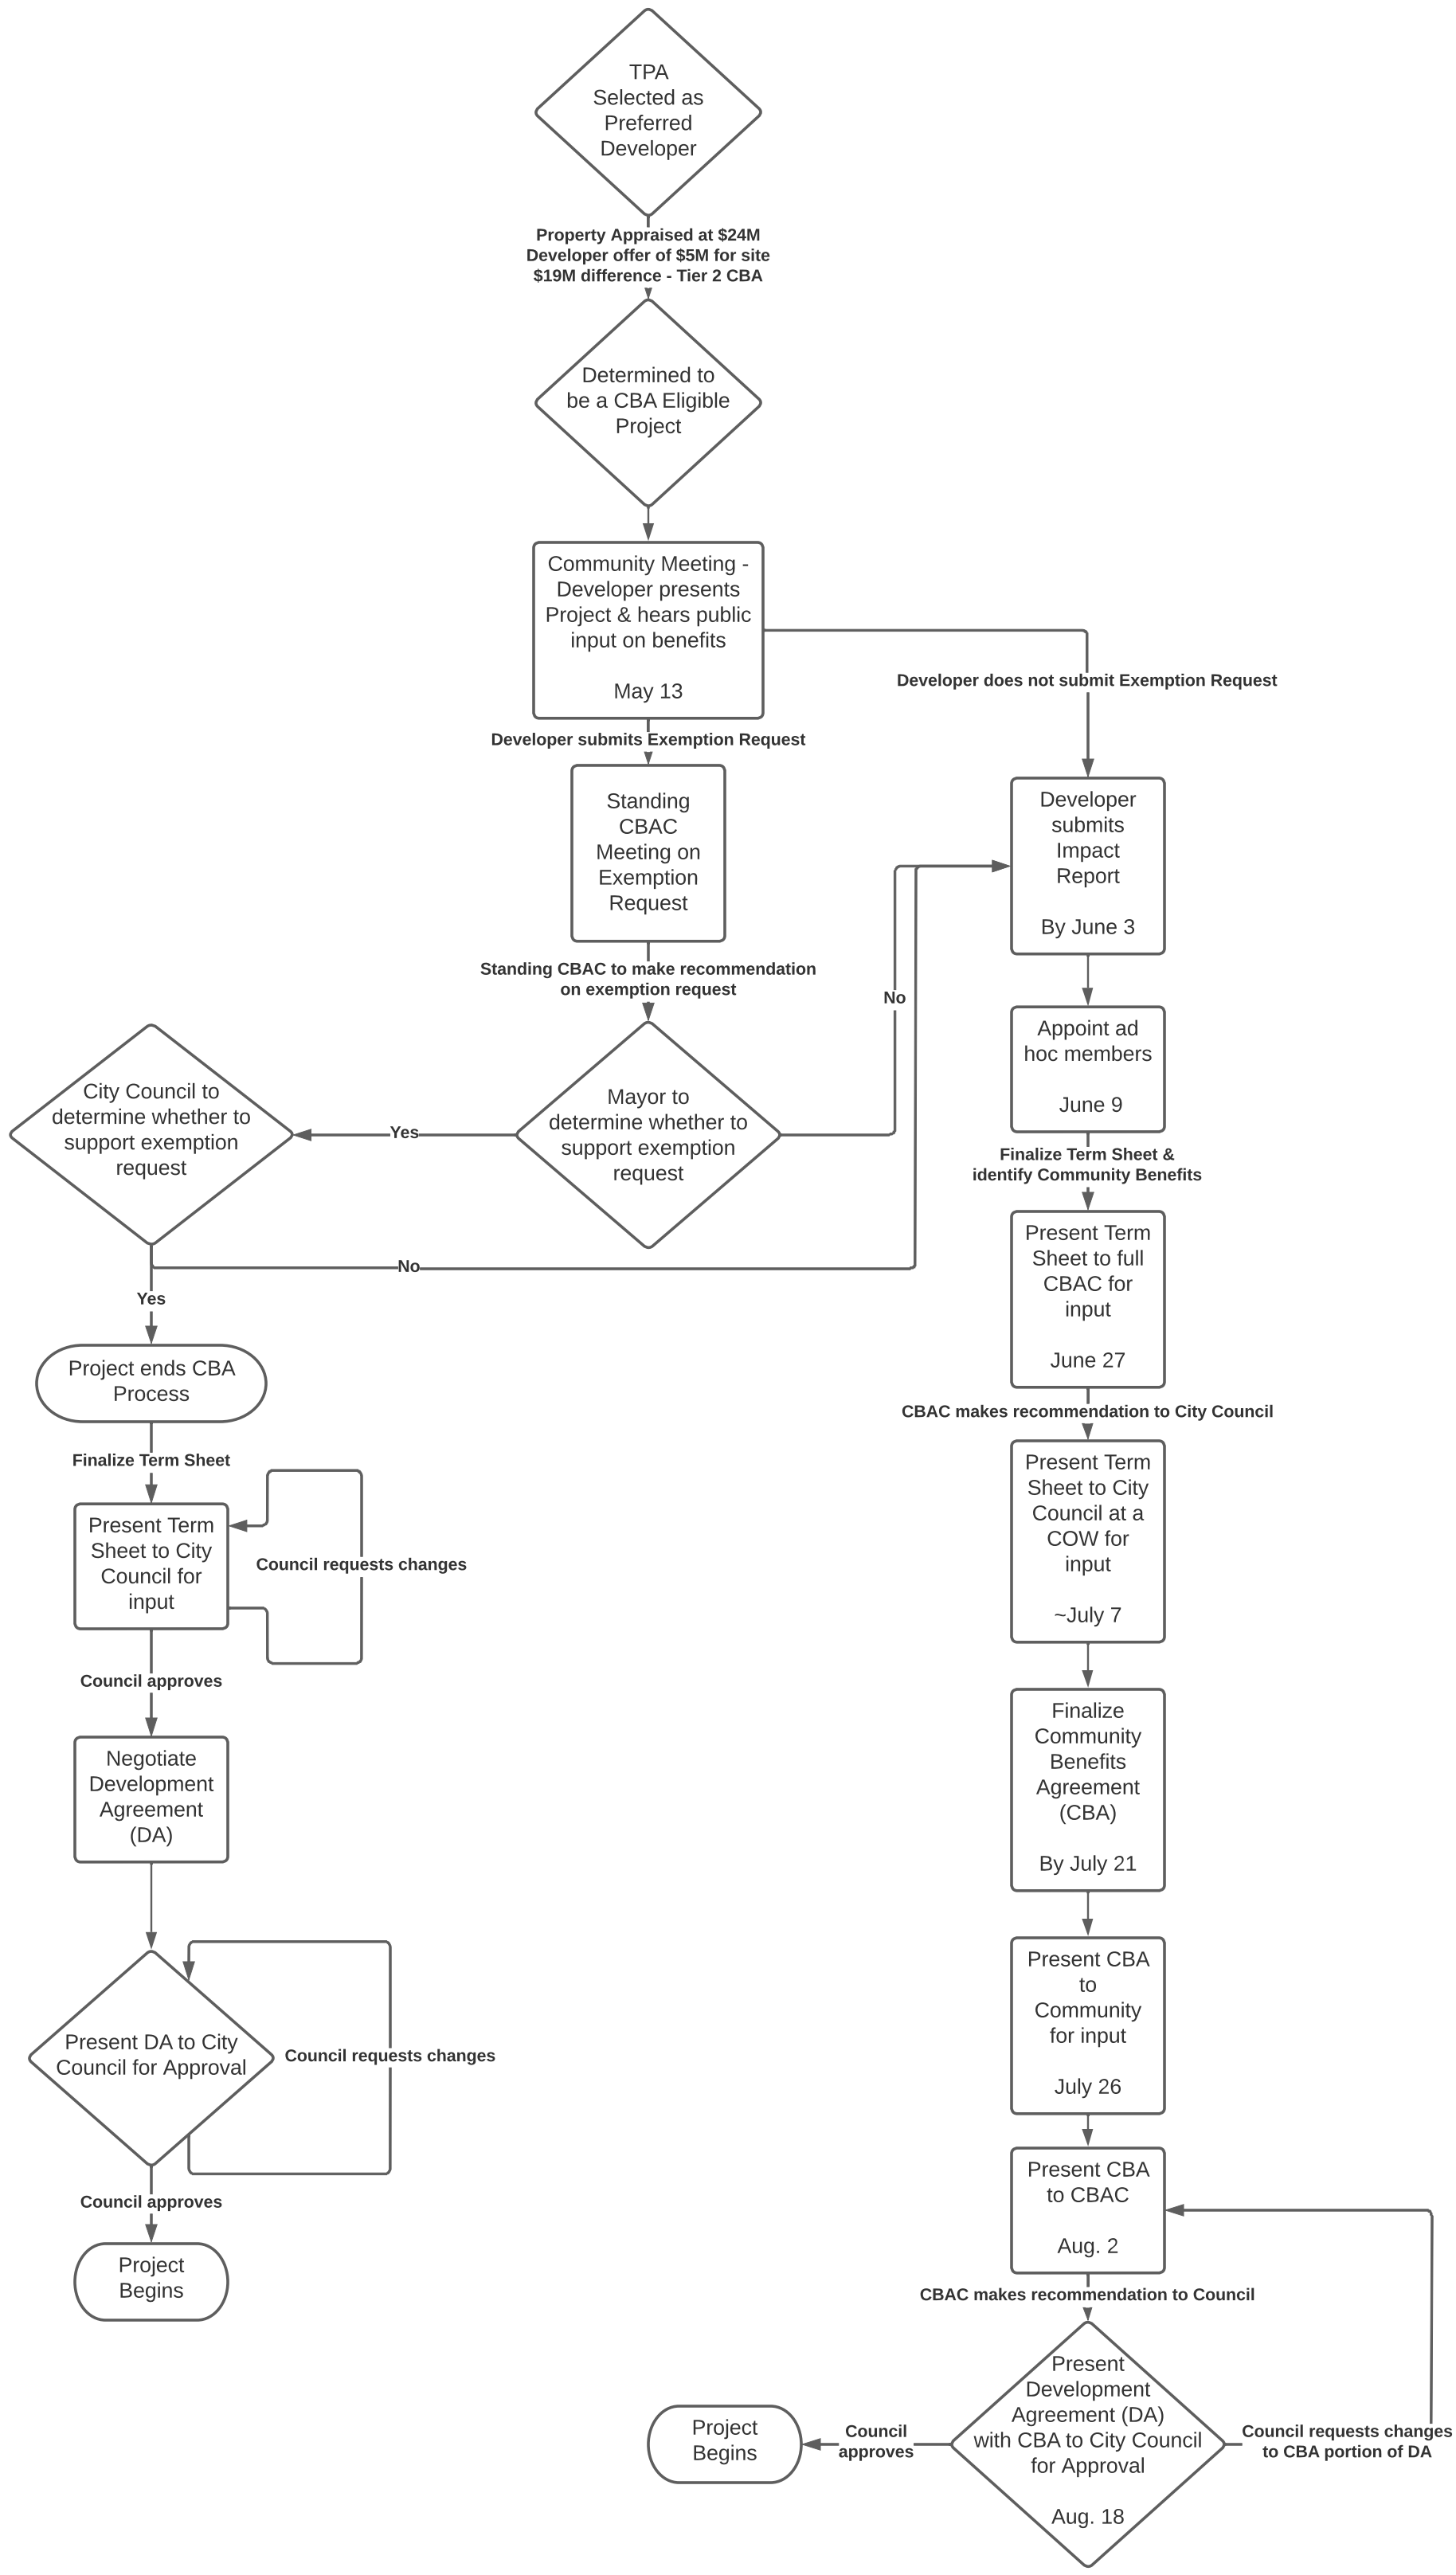 TPA
Selected as
Preferred
Developer
Property Appraised at $24M
Developer offer of $5M for site
$19M difference - Tier 2 CBA
Determined to
be a CBA Eligible
Project
Community Meeting -
Developer presents
Project & hears public
input on benefits
May 13
Developer does not submit Exemption Request
Developer submits Exemption Request
Standing
CBAC
Meeting on
Exemption
Request
Standing CBAC to make recommendation
on exemption request
Mayor to
determine whether to
support exemption
request
No
Yes
City Council to
determine whether to
support exemption
request
No
Yes
Project ends CBA
Process
Finalize Term Sheet
Present Term
Sheet to City
Council for
input
Council requests changes
Council approves
Negotiate
Development
Agreement
(DA)
Present DA to City
Council for Approval
Council requests changes
Council approves
Project
Begins
Developer
submits
Impact
Report
By June 3
Appoint ad
hoc members
June 9
Finalize Term Sheet &
identify Community Benefits
Present Term
Sheet to full
CBAC for
input
June 27
CBAC makes recommendation to City Council
Present Term
Sheet to City
Council at a
COW for
input
~July 7
Finalize
Community
Benefits
Agreement
(CBA)
By July 21
Present CBA
to
Community
for input
July 26
Present CBA
to CBAC
Aug. 2
CBAC makes recommendation to Council
Present
Development
Agreement (DA)
with CBA to City Council
for Approval
Aug. 18
Council requests changes
to CBA portion of DA
Council
approves
Project
Begins